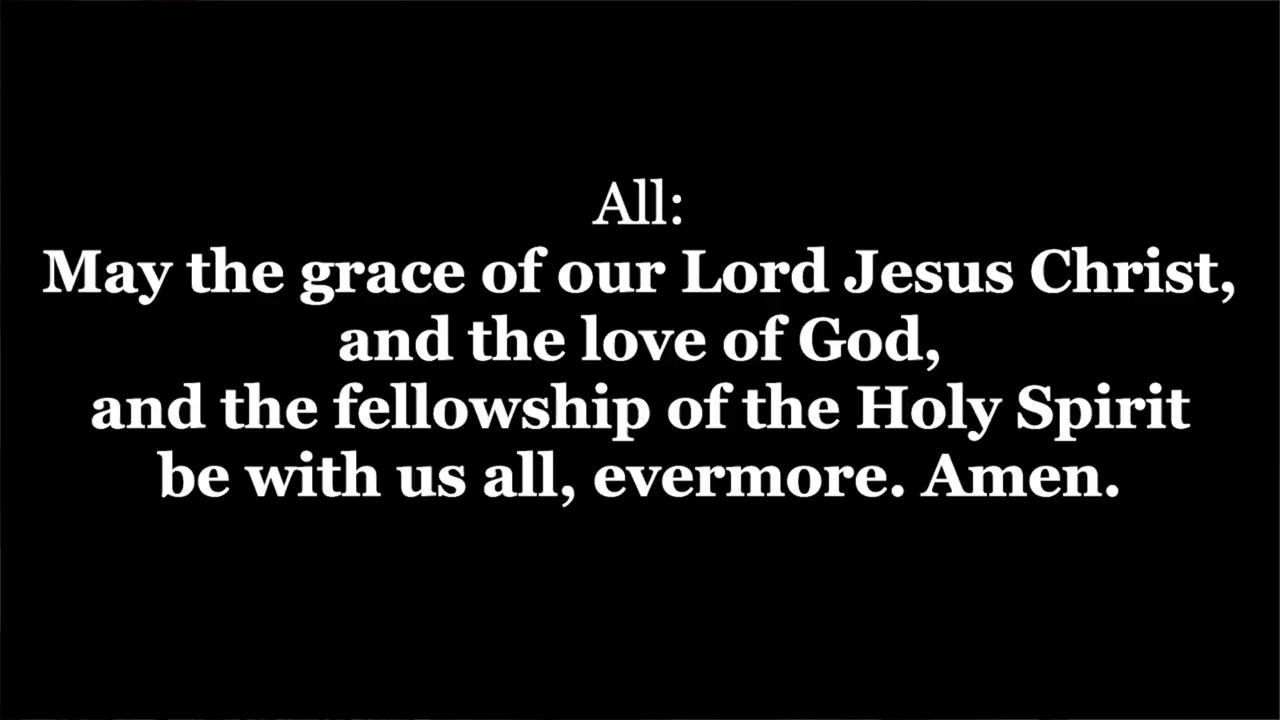 All:
May the grace of our Lord Jesus Christ,
and the love of God,
and the fellowship of the Holy Spirit
be with us all, evermore. Amen.